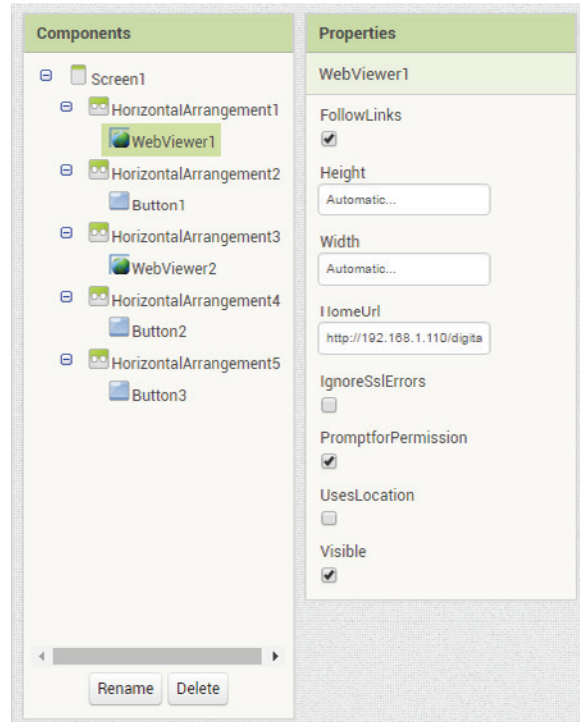 Components
Screen1
HorizontalArrangement1
WebViewer1
HorizontalArrangement2
Button1
HorizontalArrangement3
WebViewer2
HorizontalArrangement4
Button2
HorizontalArrangement5
Button3
Rename Delete
Properties
WebViewer1
FollowLinks
Height
Automatic...
Width
Automatic...
HomeUrl
http://192.168.1.110/digita
IgnoreSslErrors
PromptforPermission
UsesLocation
Visible